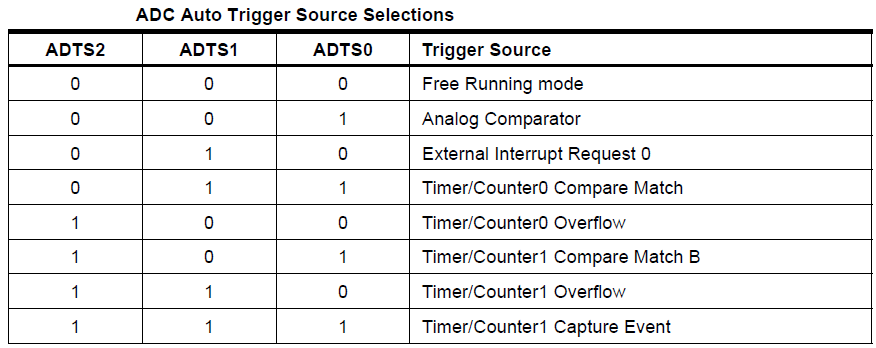 ADC Auto Trigger Source Selections
ADTS2 ADTS1 ADTS0 Trigger Source
0 0 0 Free Running mode
0 0 1 Analog Comparator
0 1 0 External Interrupt Request 0
0 1 1 Timer/Counter0 Compare Match
1 0 0 Timer/Counter0 Overflow
1 0 1 Timer/Counter1 Compare Match B
1 1 0 Timer/Counter1 Overflow
1 1 1 Timer/Counter1 Capture Event